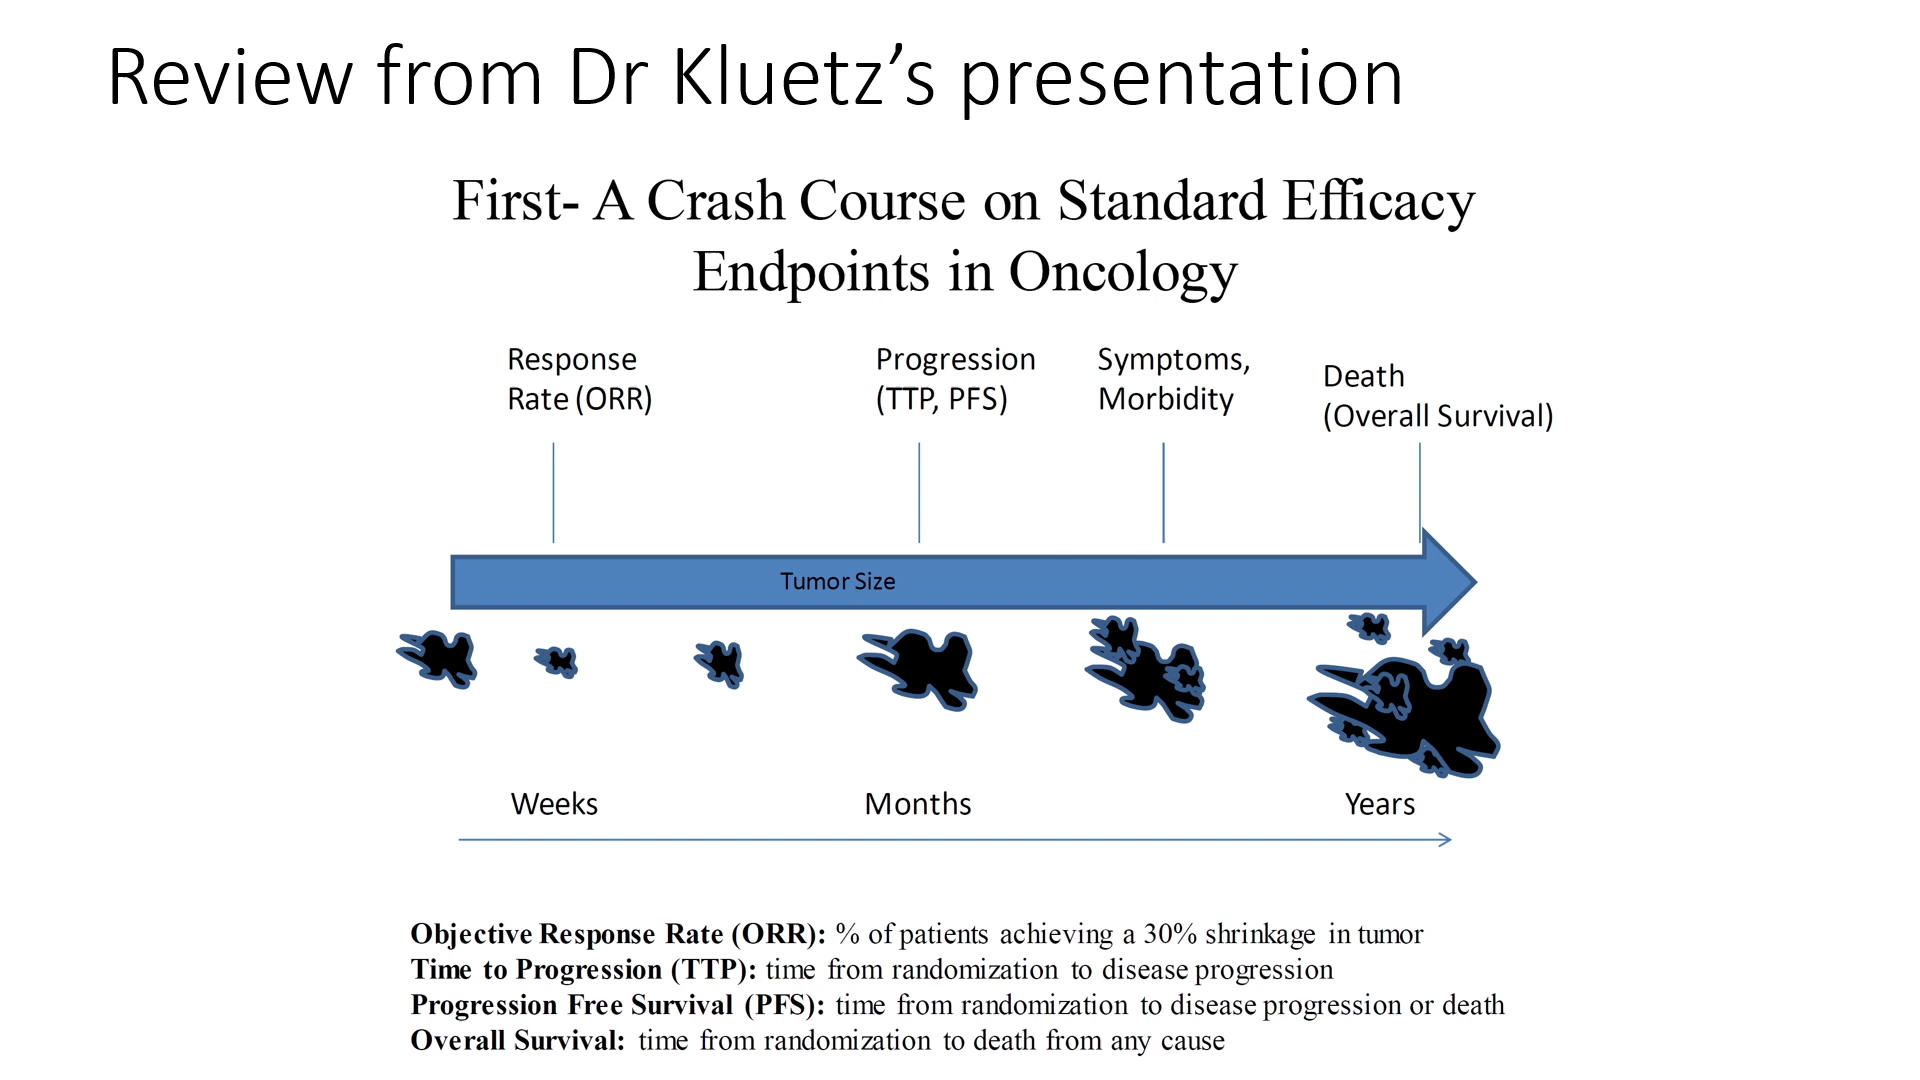 Review from Dr Kluetz’s presentation
First- A Crash Course on Standard Efficacy
Endpoints in Oncology
Response
Rate (ORR)
Progression
(TTP, PFS)
Symptoms,
Morbidity
Death
(Overall Survival)
Tumor Size
Weeks
Months
Years
Objective Response Rate (ORR): % of patients achieving a 30% shrinkage in tumor
Time to Progression (TTP): time from randomization to disease progression
Progression Free Survival (PFS): time from randomization to disease progression or death
Overall Survival: time from randomization to death from any cause